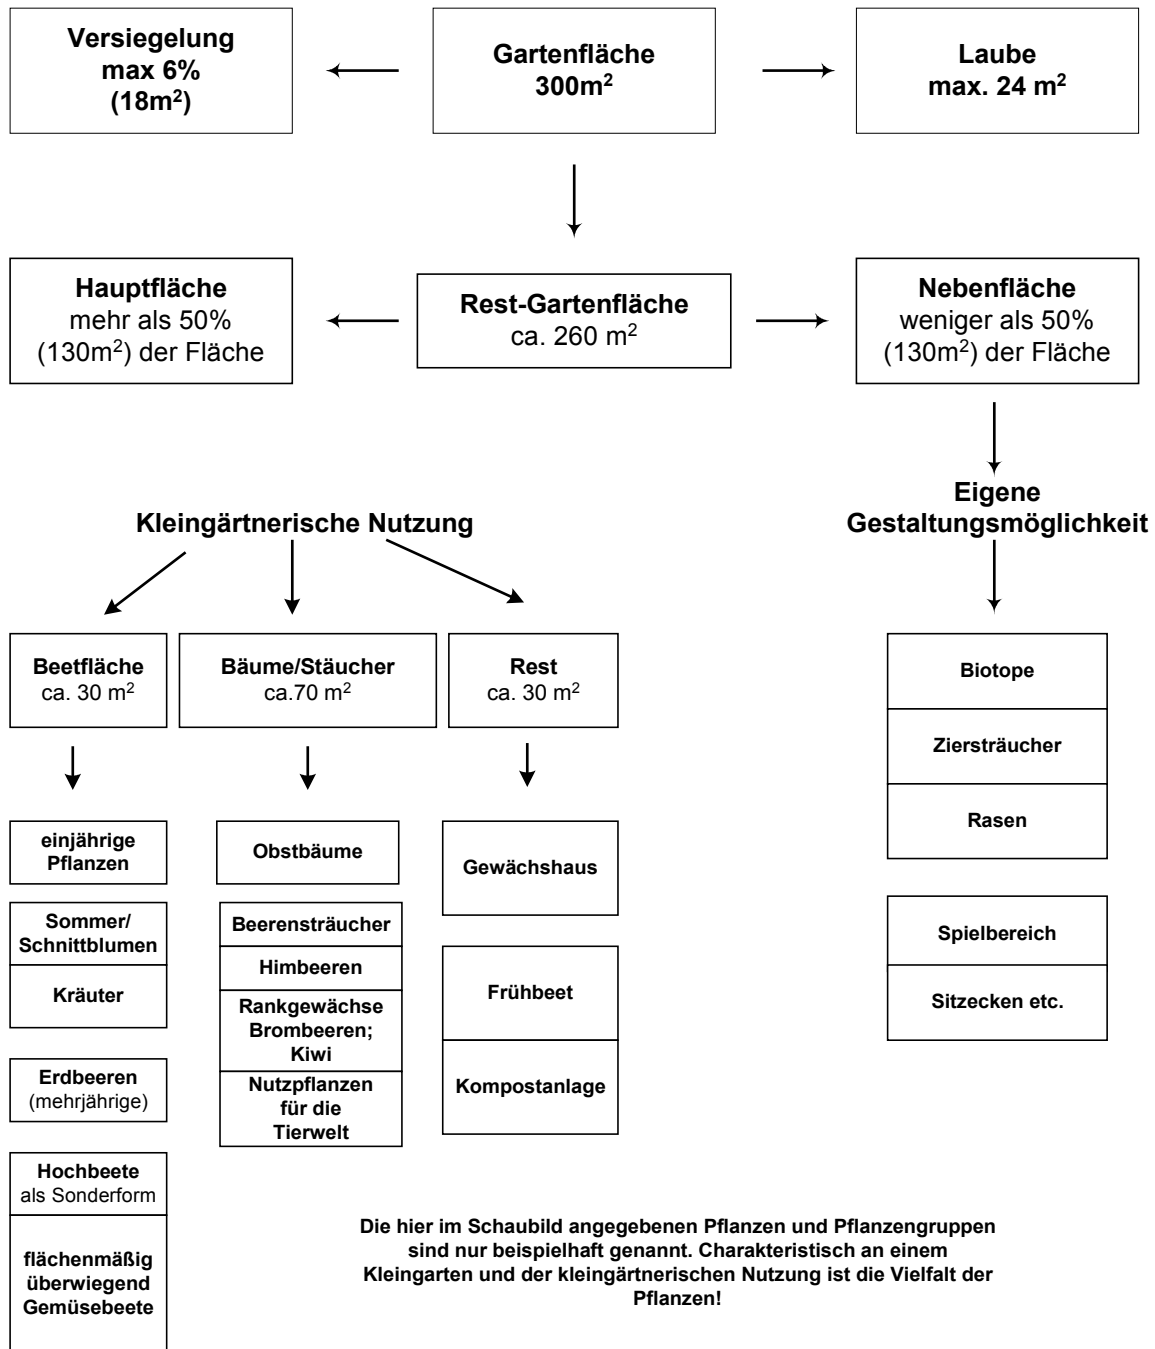 Versiegelung
max 6%
(18m²)
Gartenfläche
300m²
Laube
max. 24 m²
Hauptfläche
mehr als 50%
(130m²) der Fläche
Rest-Gartenfläche
ca. 260 m²
Nebenfläche
weniger als 50%
(130m²) der Fläche
Kleingärtnerische Nutzung
Eigene
Gestaltungsmöglichkeit
Beetfläche
ca. 30 m²
Bäume/Stäucher
ca.70 m²
Rest
ca. 30 m²
einjährige
Pflanzen
Sommer/
Schnittblumen
Kräuter
Erdbeeren
(mehrjährige)
Hochbeete
als Sonderform
flächenmäßig
überwiegend
Gemüsebeete
Obstbäume
Beerensträucher
Himbeeren
Rankgewächse
Brombeeren;
Kiwi
Nutzpflanzen
für die
Tierwelt
Gewächshaus
Frühbeet
Kompostanlage
Biotope
Ziersträucher
Rasen
Spielbereich
Sitzecken etc.
Die hier im Schaubild angegebenen Pflanzen und Pflanzengruppen
sind nur beispielhaft genannt. Charakteristisch an einem
Kleingarten und der kleingärtnerischen Nutzung ist die Vielfalt der
Pflanzen!